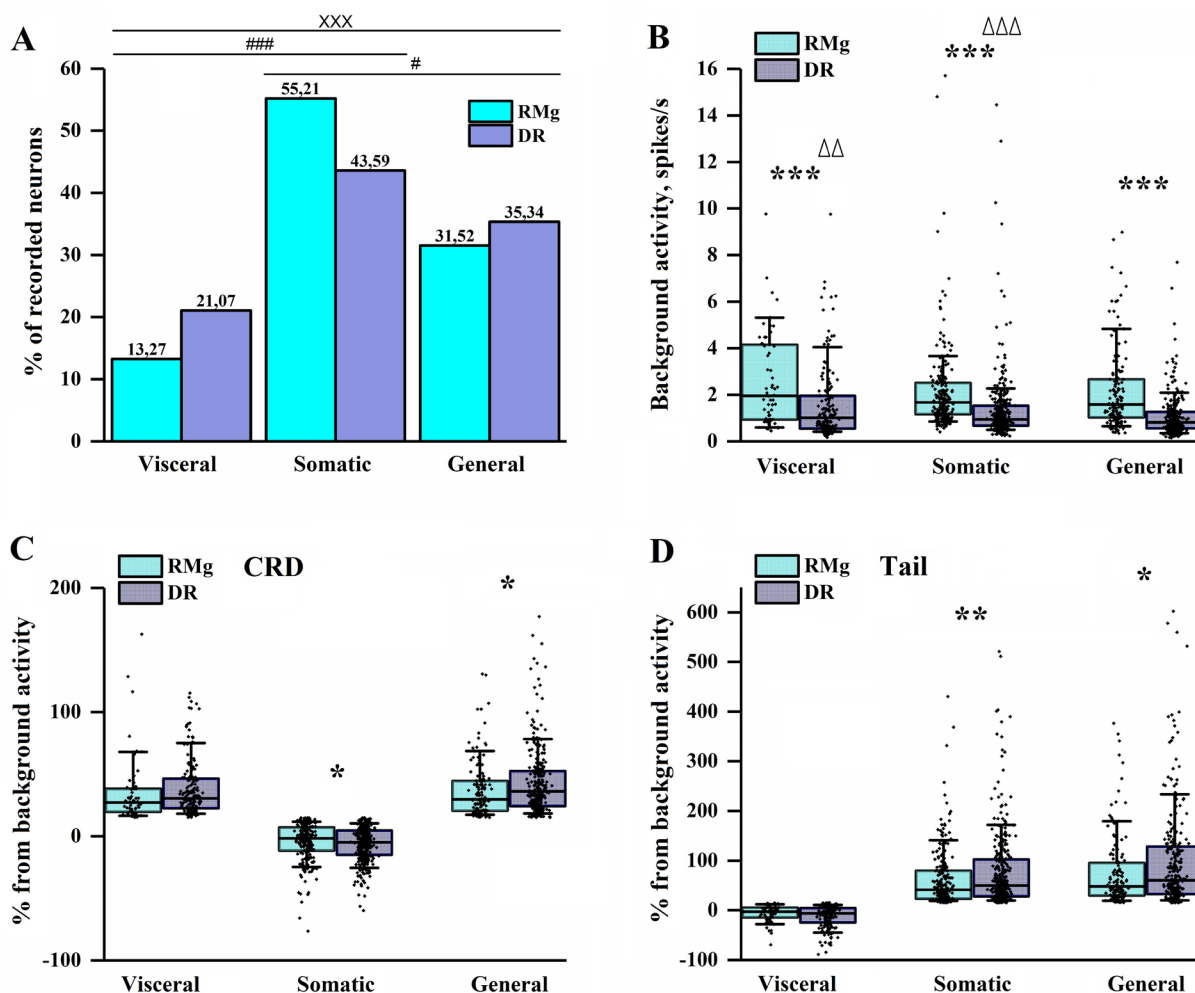 A
XXX
###
#
% of recorded neurons
60
50
40
30
20
10
0
RMg
DR
13,27
21,07
55,21
43,59
31,52
35,34
Visceral Somatic General
B
RMg
DR
Background activity, spikes/s
16
14
12
10
8
6
4
2
0
*** ΔΔ
*** ΔΔΔ
***
Visceral Somatic General
C
RMg
DR
CRD
% from background activity
200
100
0
-100
*
*
Visceral Somatic General
D
RMg
DR
Tail
% from background activity
600
500
400
300
200
100
0
-100
**
*
Visceral Somatic General